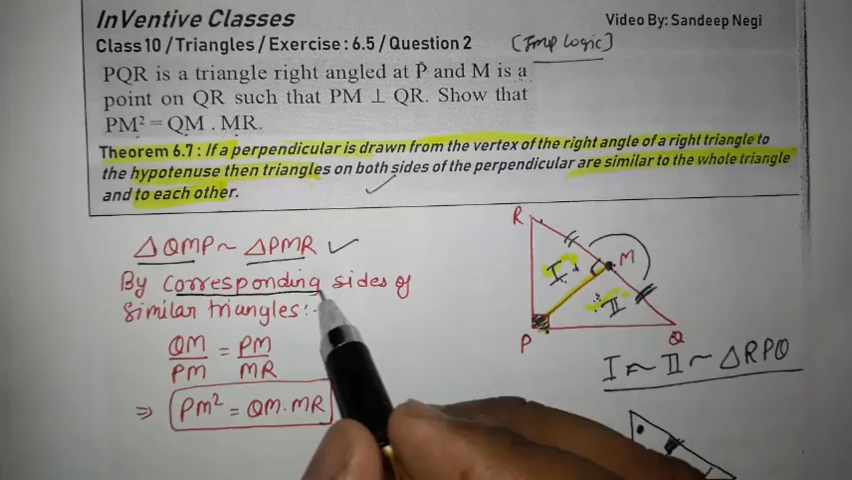 InVentive Classes
Video By: Sandeep Negi
Class 10 / Triangles / Exercise : 6.5 / Question 2
[Imp logic]
PQR is a triangle right angled at P and M is a
point on QR such that PM ⊥ QR. Show that
PM² = QM . MR.
Theorem 6.7 : If a perpendicular is drawn from the vertex of the right angle of a right triangle to
the hypotenuse then triangles on both sides of the perpendicular are similar to the whole triangle
and to each other.
△QMP ~ △PMR ✓
By corresponding sides of
similar triangles:-
QM/PM = PM/MR
⇒ PM² = QM.MR
R
M
I
II
P
Q
I ~ II ~ △RPQ